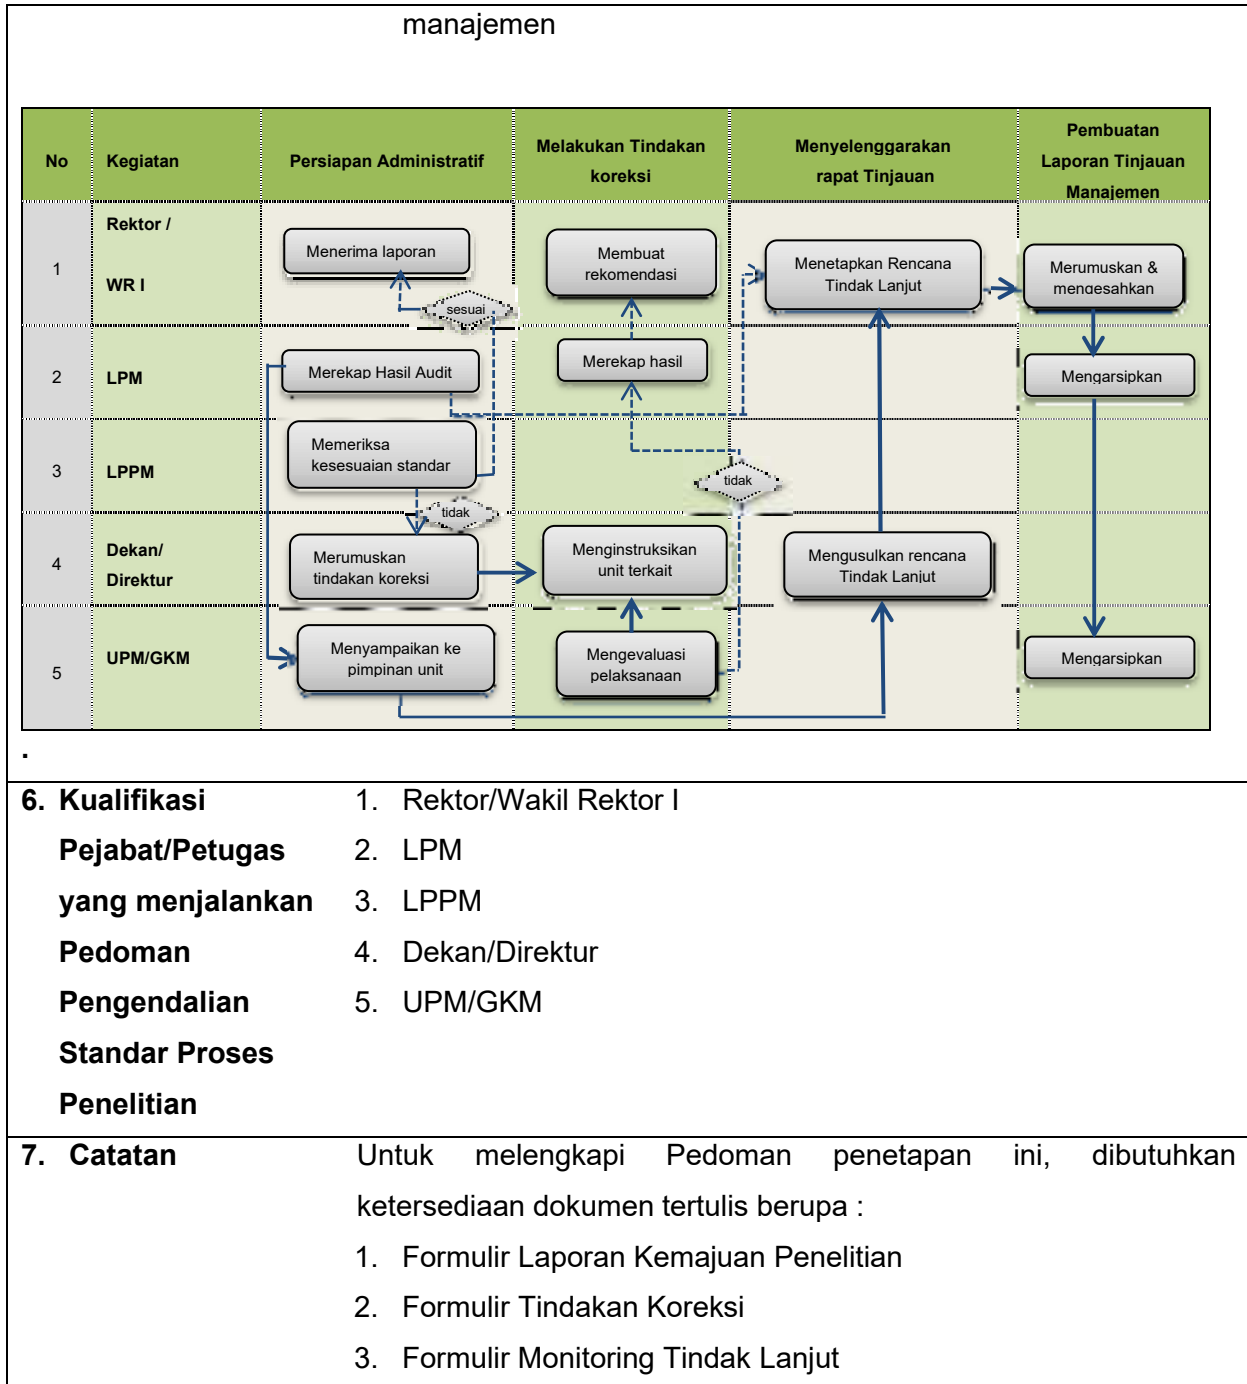 manajemen
No
Kegiatan
Persiapan Administratif
Melakukan Tindakan
koreksi
Menyelenggarakan
rapat Tinjauan
Pembuatan
Laporan Tinjauan
Manajemen
1
Rektor /
WR I
Menerima laporan
sesuai
Membuat
rekomendasi
Menetapkan Rencana
Tindak Lanjut
Merumuskan &
mengesahkan
2
LPM
Merekap Hasil Audit
Merekap hasil
Mengarsipkan
3
LPPM
Memeriksa
kesesuaian standar
tidak
tidak
4
Dekan/
Direktur
Merumuskan
tindakan koreksi
Menginstruksikan
unit terkait
Mengusulkan rencana
Tindak Lanjut
5
UPM/GKM
Menyampaikan ke
pimpinan unit
Mengevaluasi
pelaksanaan
Mengarsipkan
.
6. Kualifikasi
Pejabat/Petugas
yang menjalankan
Pedoman
Pengendalian
Standar Proses
Penelitian
1. Rektor/Wakil Rektor I
2. LPM
3. LPPM
4. Dekan/Direktur
5. UPM/GKM
7. Catatan
Untuk melengkapi Pedoman penetapan ini, dibutuhkan
ketersediaan dokumen tertulis berupa :
1. Formulir Laporan Kemajuan Penelitian
2. Formulir Tindakan Koreksi
3. Formulir Monitoring Tindak Lanjut